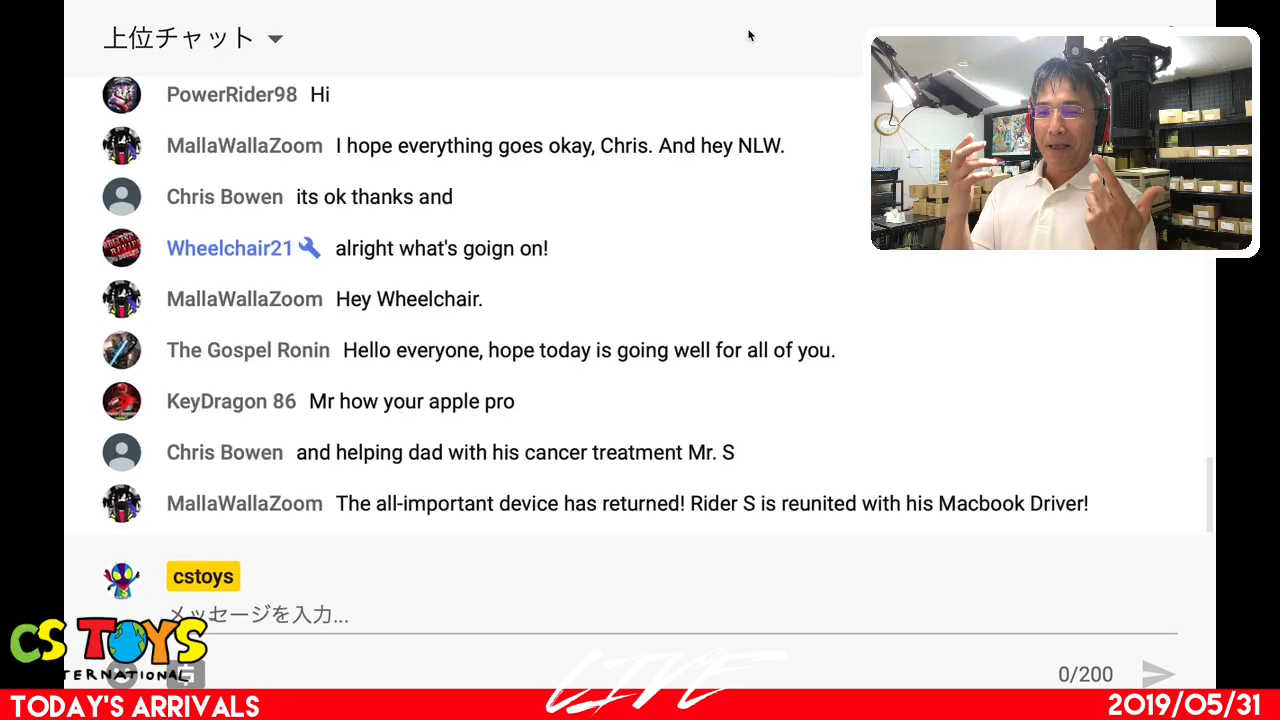 上位チャット
PowerRider98 Hi
MallaWallaZoom I hope everything goes okay, Chris. And hey NLW.
Chris Bowen its ok thanks and
Wheelchair21 alright what's goign on!
MallaWallaZoom Hey Wheelchair.
The Gospel Ronin Hello everyone, hope today is going well for all of you.
KeyDragon 86 Mr how your apple pro
Chris Bowen and helping dad with his cancer treatment Mr. S
MallaWallaZoom The all-important device has returned! Rider S is reunited with his Macbook Driver!
cstoys
メッセージを入力...
CS TOYS
TERNATIONAL
LIVE
0/200
TODAY'S ARRIVALS
2019/05/31